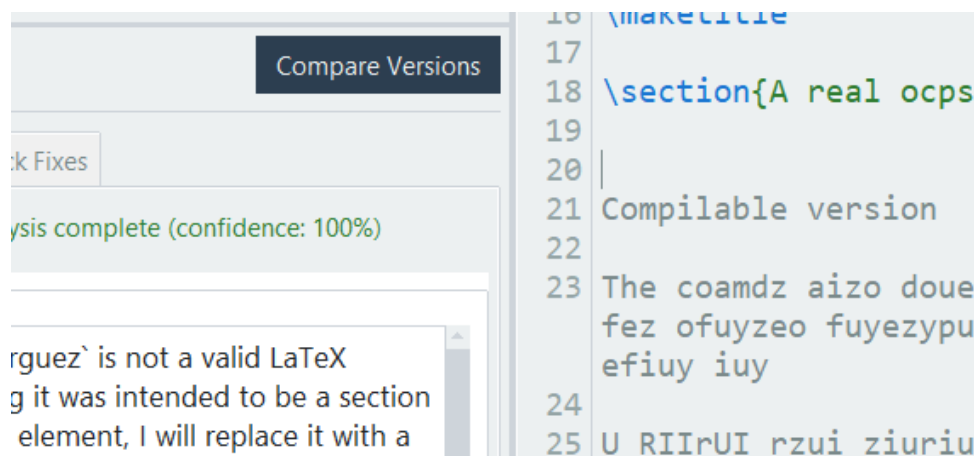 Compare Versions
ck Fixes
ysis complete (confidence: 100%)
rguez` is not a valid LaTeX
g it was intended to be a section
element, I will replace it with a
16 \maketitle
17
18 \section{A real ocps
19
20
21 Compilable version
22
23 The coamdz aizo doue
fez ofuyzeo fuyezypu
efiuy iuy
24
25 U RIIrUI rzui ziuriu